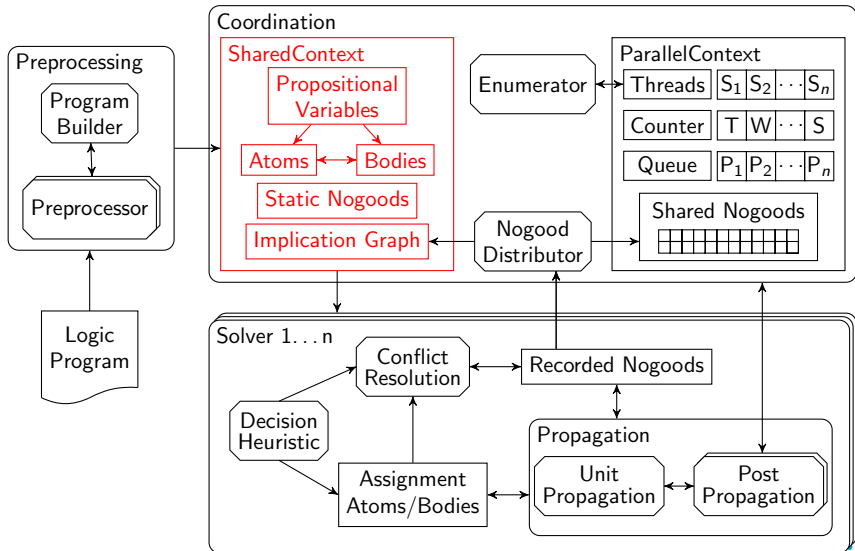 Coordination
Preprocessing
Program
Builder
Preprocessor
Logic
Program
SharedContext
Propositional
Variables
Atoms
Bodies
Static Nogoods
Implication Graph
Enumerator
Nogood
Distributor
ParallelContext
Threads S₁ S₂ ··· Sₙ
Counter T W ··· S
Queue P₁ P₂ ··· Pₙ
Shared Nogoods
Solver 1...n
Conflict
Resolution
Recorded Nogoods
Decision
Heuristic
Assignment
Atoms/Bodies
Propagation
Unit
Propagation
Post
Propagation